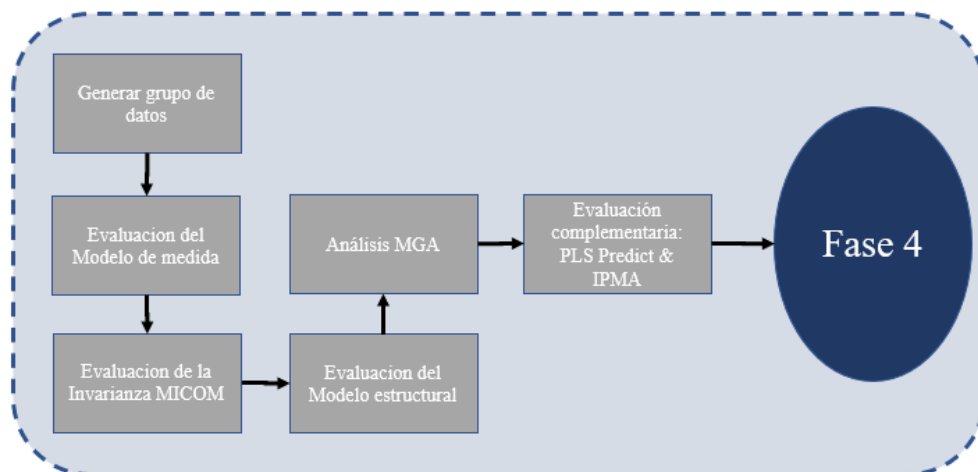 Generar grupo de
datos
Evaluacion del
Modelo de medida
Evaluacion de la
Invarianza MICOM
Evaluacion del
Modelo estructural
Análisis MGA
Evaluación
complementaria:
PLS Predict &
IPMA
Fase 4